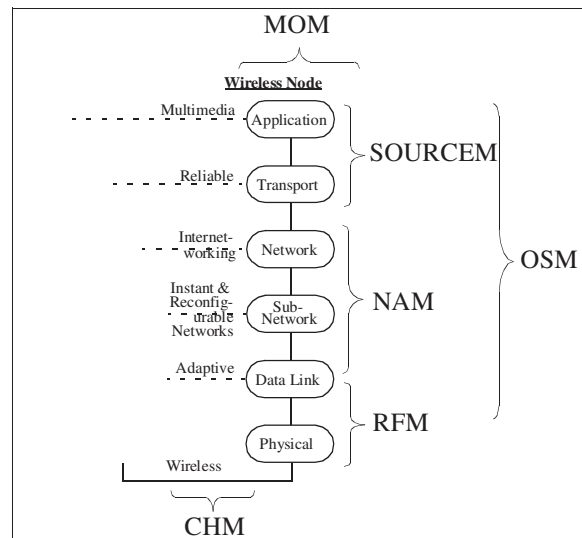 MOM
Wireless Node
Multimedia
Application
SOURCEM
Reliable
Transport
Internet-
working
Network
OSM
NAM
Instant &
Reconfig-
urable
Networks
Sub-
Network
Adaptive
Data Link
RFM
Physical
Wireless
CHM